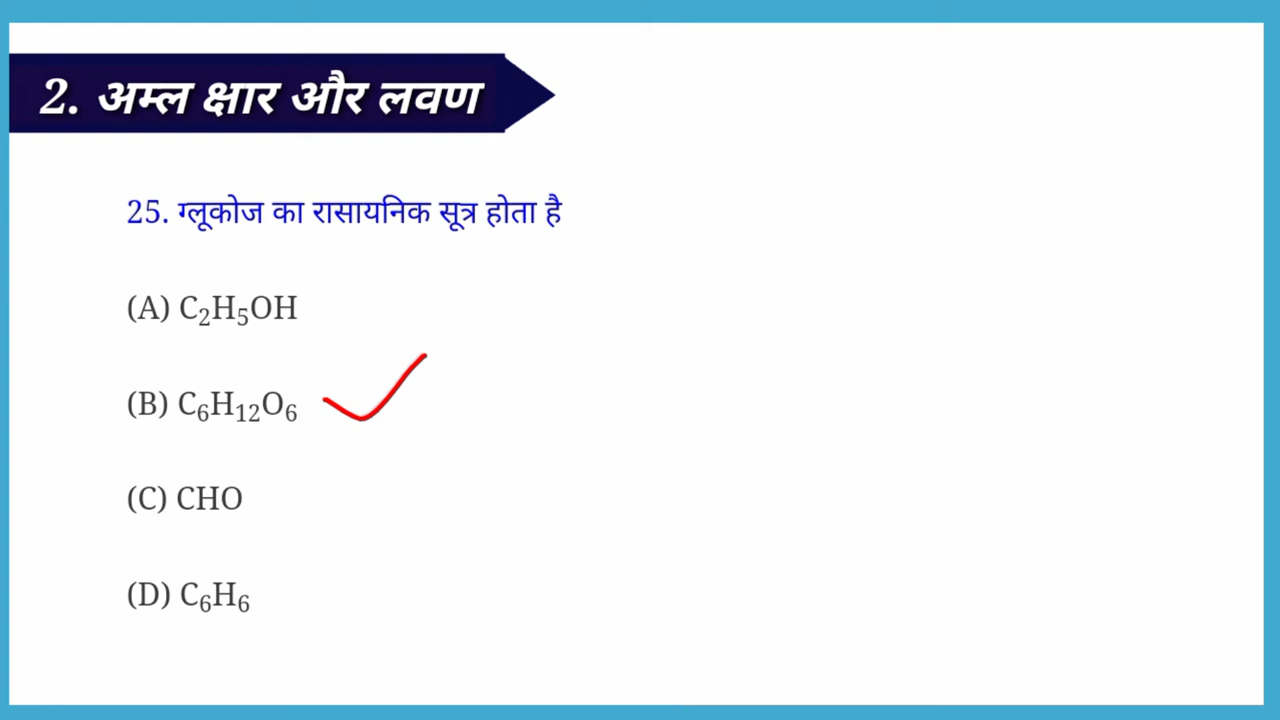 2. अम्ल क्षार और लवण
25. ग्लूकोज का रासायनिक सूत्र होता है
(A) C₂H₅OH
(B) C₆H₁₂O₆
(C) CHO
(D) C₆H₆